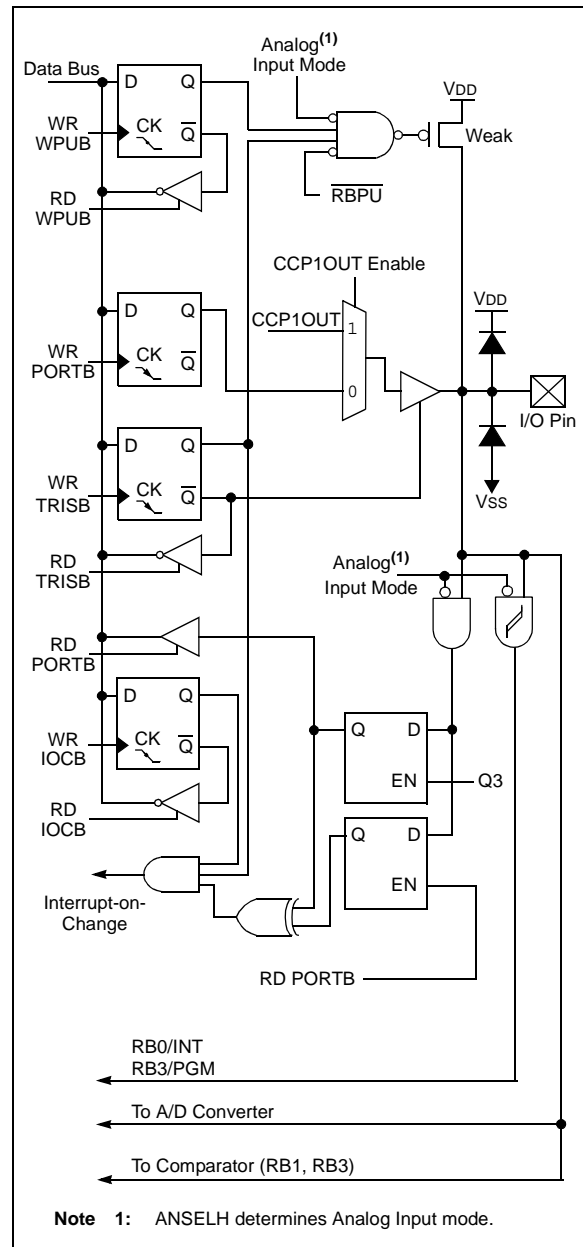 Analog(1)
Input Mode
Data Bus
D Q
VDD
WR
WPUB
CK
Q
Weak
RD
WPUB
RBPU
CCP1OUT Enable
D Q
CCP1OUT
1
VDD
WR
PORTB
CK
Q
0
I/O Pin
D Q
WR
TRISB
CK
Q
VSS
RD
TRISB
Analog(1)
Input Mode
RD
PORTB
D Q
Q D
WR
IOCB
CK
Q
EN
Q3
RD
IOCB
Q D
EN
Interrupt-on-
Change
RD PORTB
RB0/INT
RB3/PGM
To A/D Converter
To Comparator (RB1, RB3)
Note 1: ANSELH determines Analog Input mode.